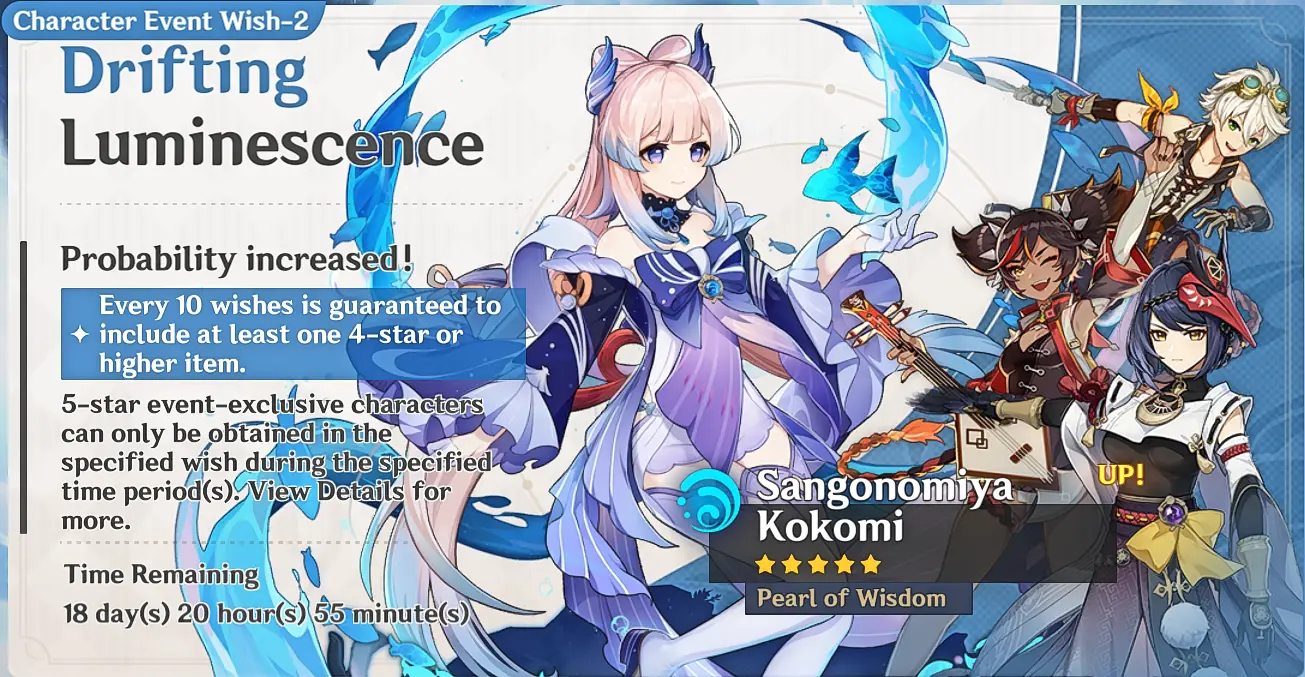 Character Event Wish-2
Drifting
Luminescence
Probability increased!
Every 10 wishes is guaranteed to
include at least one 4-star or
higher item.
5-star event-exclusive characters
can only be obtained in the
specified wish during the specified
time period(s). View Details for
more.
Time Remaining
18 day(s) 20 hour(s) 55 minute(s)
Sangonomiya
Kokomi
Pearl of Wisdom
UP!